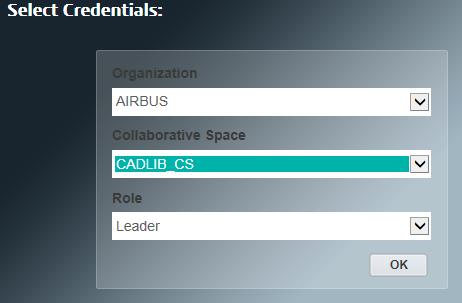 Select Credentials:
Organization
AIRBUS
Collaborative Space
CADLIB_CS
Role
Leader
OK